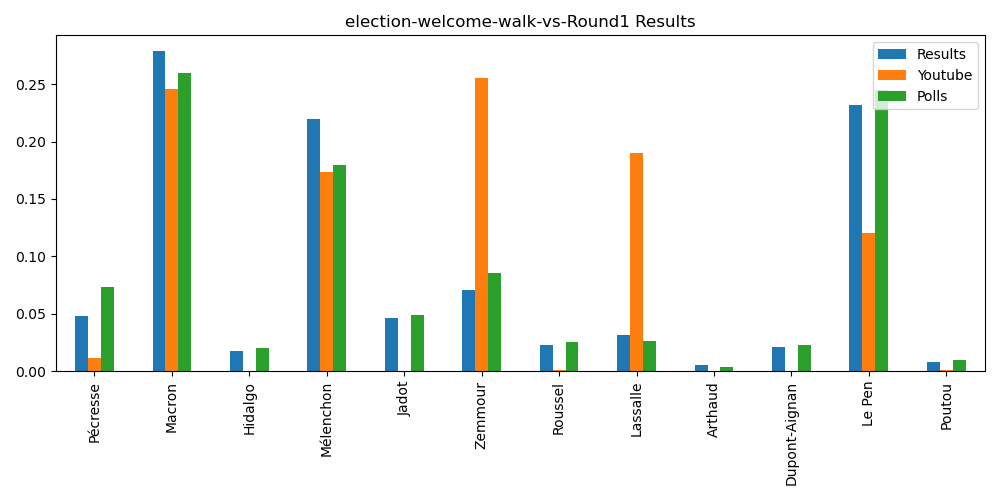 election-welcome-walk-vs-Round1 Results
Results
Youtube
Polls
0.25
0.20
0.15
0.10
0.05
0.00
Pécresse
Macron
Hidalgo
Mélenchon
Jadot
Zemmour
Roussel
Lassalle
Arthaud
Dupont-Aignan
Le Pen
Poutou